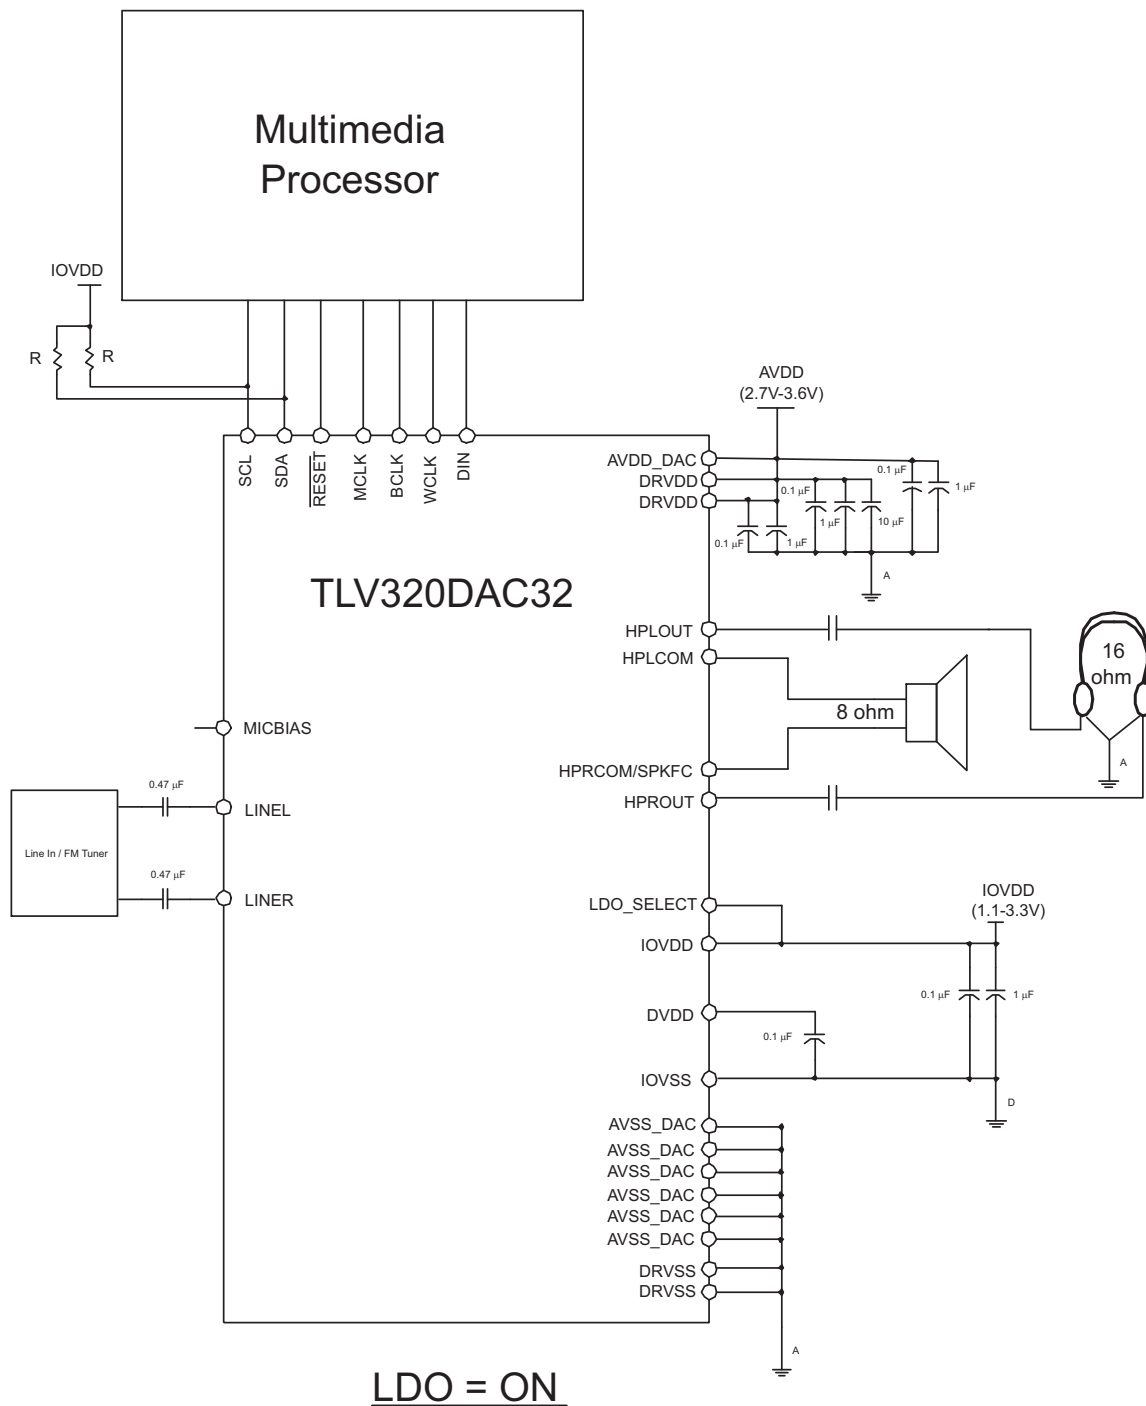 Multimedia
Processor
IOVDD
R
R
SCL
SDA
RESET
MCLK
BCLK
WCLK
DIN
AVDD
(2.7V-3.6V)
AVDD_DAC
DRVDD
DRVDD
0.1 µF
1 µF
0.1 µF
1 µF
10 µF
0.1 µF
1 µF
A
TLV320DAC32
HPLOUT
HPLCOM
16
ohm
8 ohm
A
MICBIAS
HPRCOM/SPKFC
HPROUT
0.47 µF
LINEL
Line In / FM Tuner
0.47 µF
LINER
LDO_SELECT
IOVDD
(1.1-3.3V)
IOVDD
0.1 µF
1 µF
DVDD
0.1 µF
IOVSS
D
AVSS_DAC
AVSS_DAC
AVSS_DAC
AVSS_DAC
AVSS_DAC
AVSS_DAC
DRVSS
DRVSS
A
LDO = ON